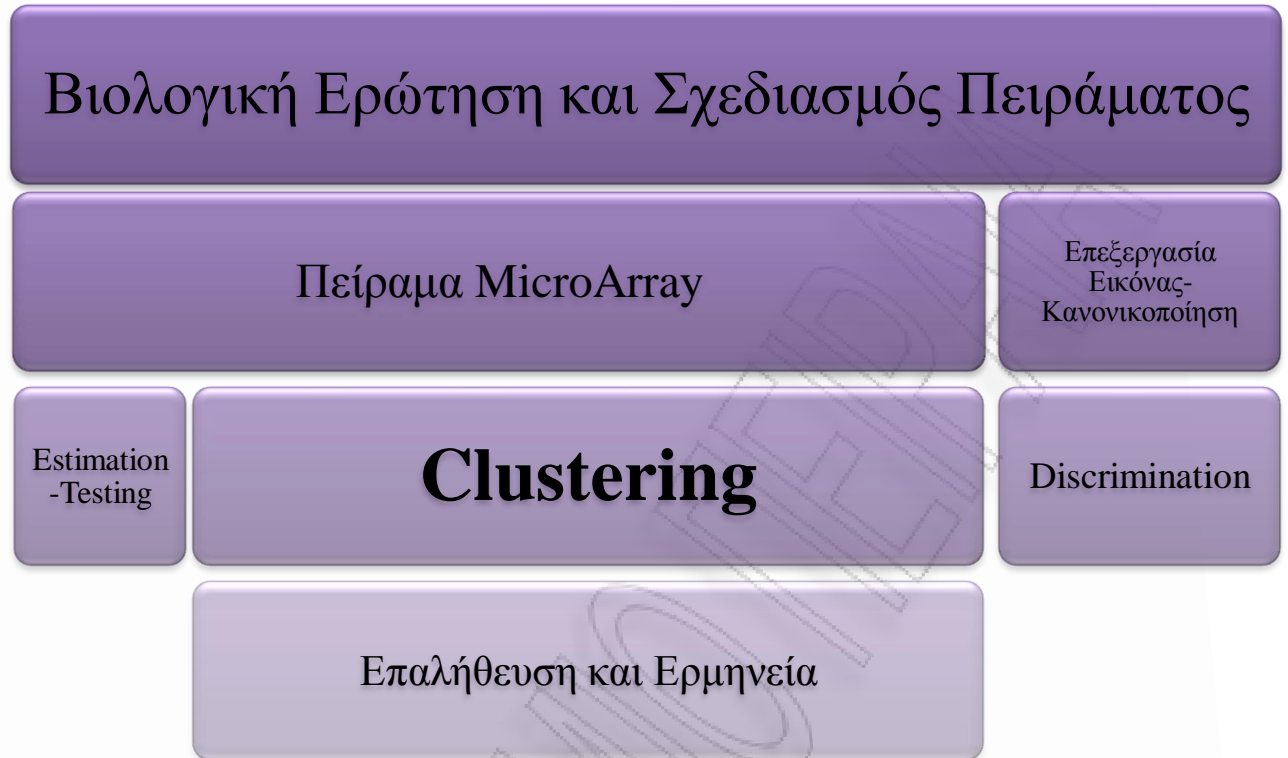 Βιολογική Ερώτηση και Σχεδιασμός Πειράματος
Πείραμα MicroArray
Επεξεργασία
Εικόνας-
Κανονικοποίηση
Estimation
-Testing
Clustering
Discrimination
Επαλήθευση και Ερμηνεία